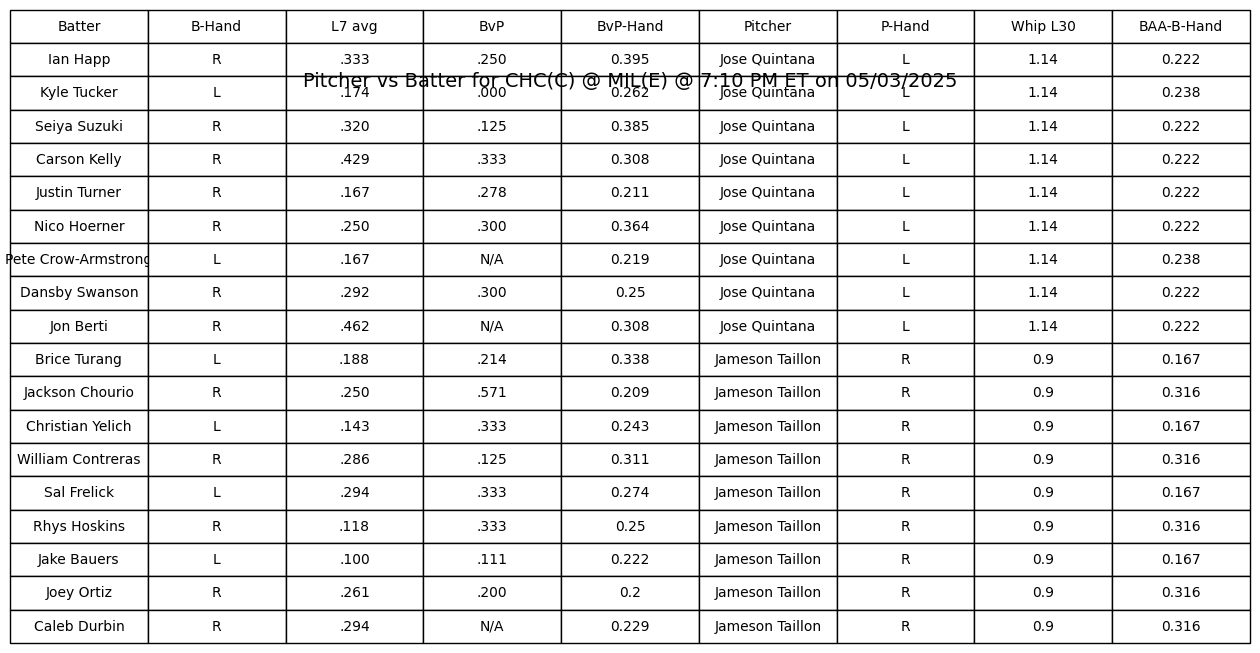 Batter B-Hand L7 avg BvP BvP-Hand Pitcher P-Hand Whip L30 BAA-B-Hand
Ian Happ R .333 .250 0.395 Jose Quintana L 1.14 0.222
Pitcher vs Batter for CHC(C) @ MIL(E) @ 7:10 PM ET on 05/03/2025
Kyle Tucker L .174 .000 0.262 Jose Quintana L 1.14 0.238
Seiya Suzuki R .320 .125 0.385 Jose Quintana L 1.14 0.222
Carson Kelly R .429 .333 0.308 Jose Quintana L 1.14 0.222
Justin Turner R .167 .278 0.211 Jose Quintana L 1.14 0.222
Nico Hoerner R .250 .300 0.364 Jose Quintana L 1.14 0.222
Pete Crow-Armstrong L .167 N/A 0.219 Jose Quintana L 1.14 0.238
Dansby Swanson R .292 .300 0.25 Jose Quintana L 1.14 0.222
Jon Berti R .462 N/A 0.308 Jose Quintana L 1.14 0.222
Brice Turang L .188 .214 0.338 Jameson Taillon R 0.9 0.167
Jackson Chourio R .250 .571 0.209 Jameson Taillon R 0.9 0.316
Christian Yelich L .143 .333 0.243 Jameson Taillon R 0.9 0.167
William Contreras R .286 .125 0.311 Jameson Taillon R 0.9 0.316
Sal Frelick L .294 .333 0.274 Jameson Taillon R 0.9 0.167
Rhys Hoskins R .118 .333 0.25 Jameson Taillon R 0.9 0.316
Jake Bauers L .100 .111 0.222 Jameson Taillon R 0.9 0.167
Joey Ortiz R .261 .200 0.2 Jameson Taillon R 0.9 0.316
Caleb Durbin R .294 N/A 0.229 Jameson Taillon R 0.9 0.316